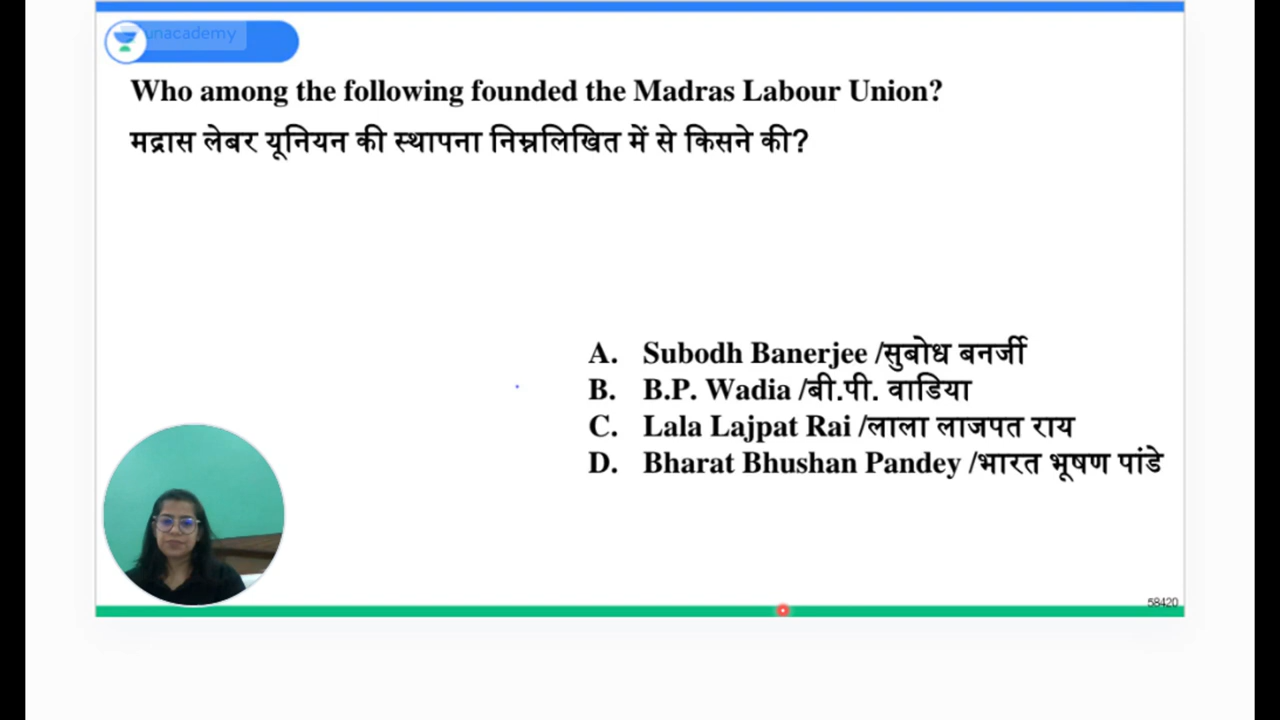 unacademy
Who among the following founded the Madras Labour Union?
मद्रास लेबर यूनियन की स्थापना निम्नलिखित में से किसने की?
A. Subodh Banerjee /सुबोध बनर्जी
B. B.P. Wadia /बी.पी. वाडिया
C. Lala Lajpat Rai /लाला लाजपत राय
D. Bharat Bhushan Pandey /भारत भूषण पांडे
58420